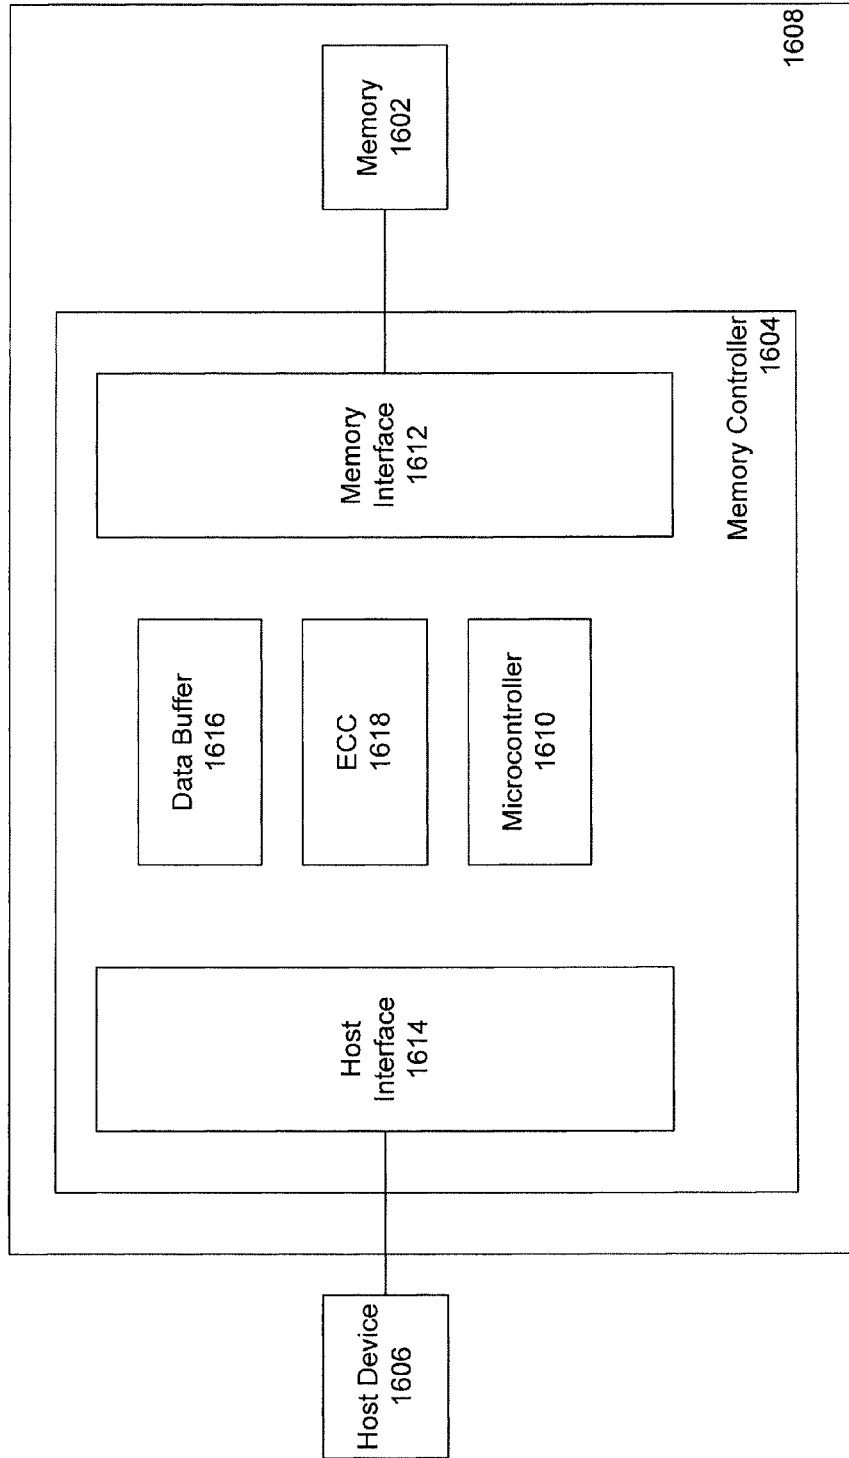 Host Device
1606
Host
Interface
1614
Data Buffer
1616
ECC
1618
Microcontroller
1610
Memory
Interface
1612
Memory
1602
Memory Controller
1604
1608